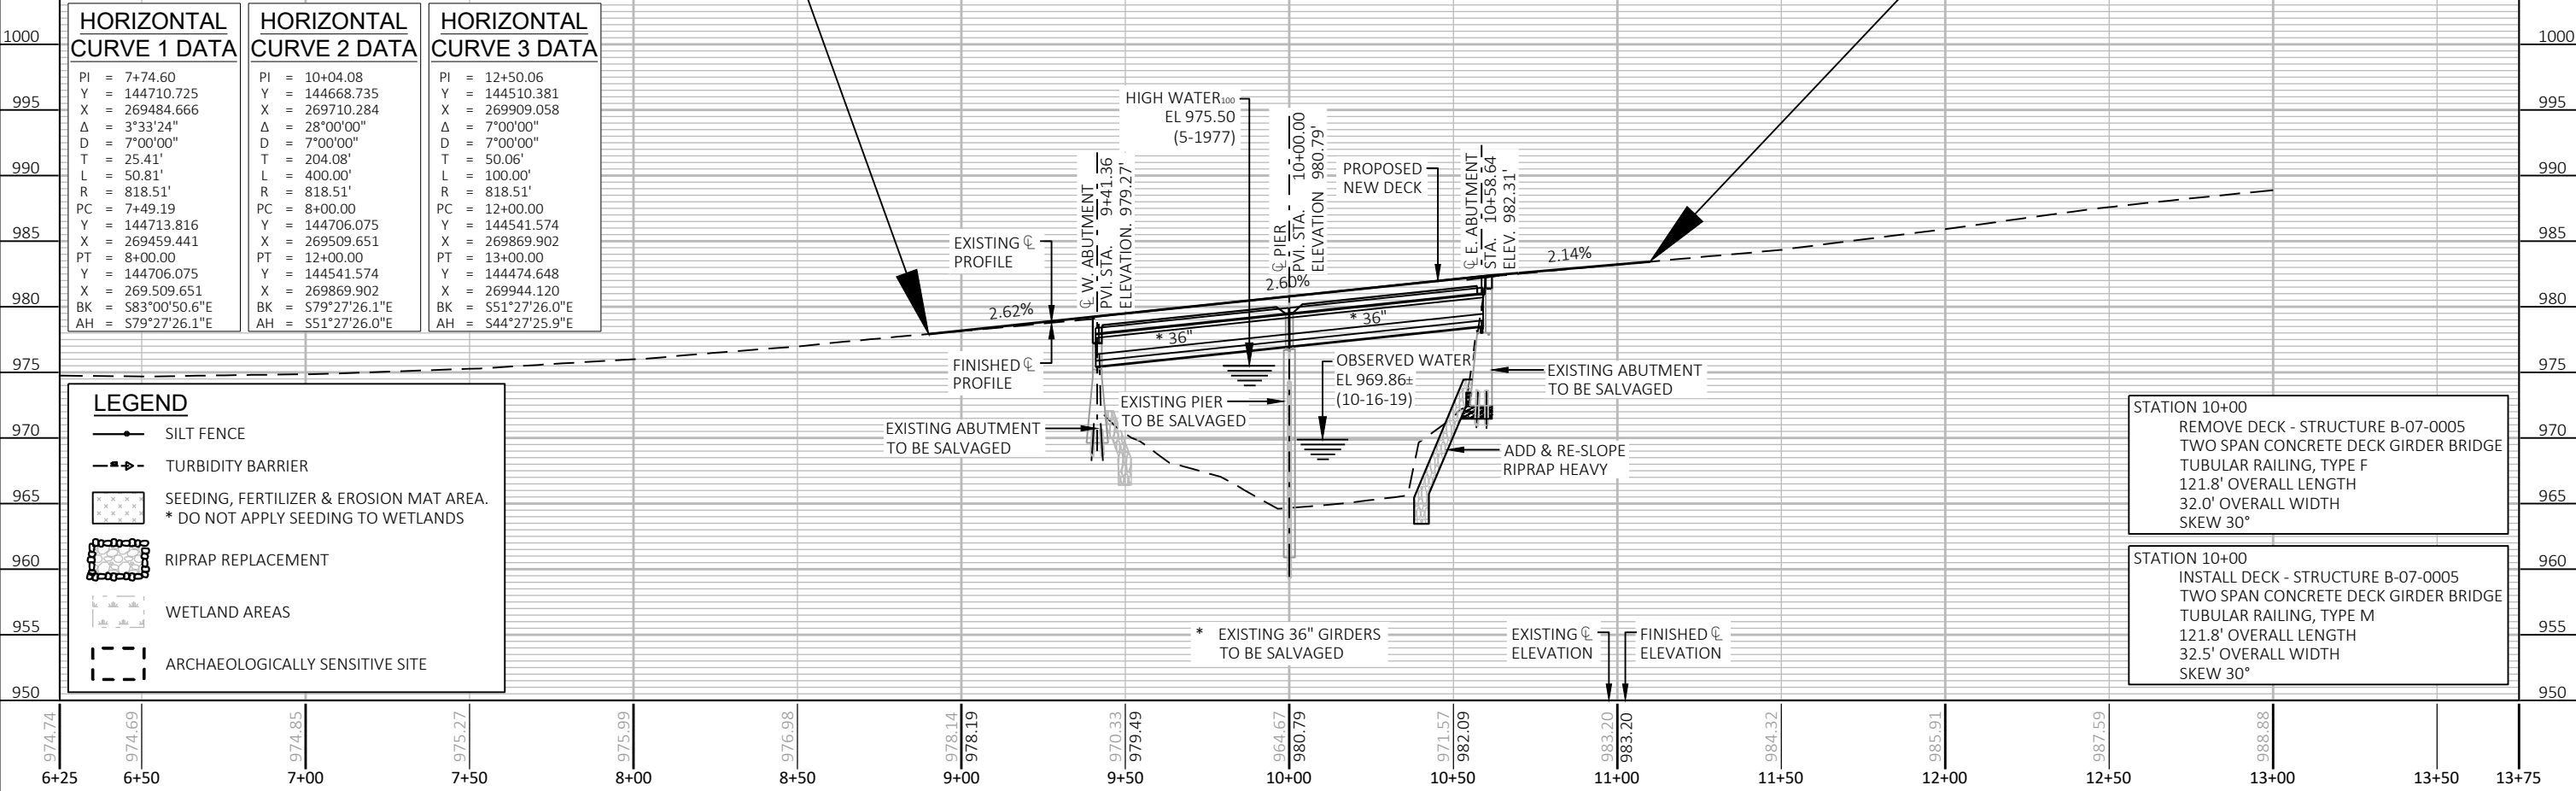 HORIZONTAL
CURVE 1 DATA
PI = 7+74.60
Y = 144710.725
X = 269484.666
Δ = 3°33'24"
D = 7°00'00"
T = 25.41'
L = 50.81'
R = 818.51'
PC = 7+49.19
Y = 144713.816
X = 269459.441
PT = 8+00.00
Y = 144706.075
X = 269.509.651
BK = S83°00'50.6"E
AH = S79°27'26.1"E
HORIZONTAL
CURVE 2 DATA
PI = 10+04.08
Y = 144668.735
X = 269710.284
Δ = 28°00'00"
D = 7°00'00"
T = 204.08'
L = 400.00'
R = 818.51'
PC = 8+00.00
Y = 144706.075
X = 269509.651
PT = 12+00.00
Y = 144541.574
X = 269869.902
BK = S79°27'26.1"E
AH = S51°27'26.0"E
HORIZONTAL
CURVE 3 DATA
PI = 12+50.06
Y = 144510.381
X = 269909.058
Δ = 7°00'00"
D = 7°00'00"
T = 50.06'
L = 100.00'
R = 818.51'
PC = 12+00.00
Y = 144541.574
X = 269869.902
PT = 13+00.00
Y = 144474.648
X = 269944.120
BK = S51°27'26.0"E
AH = S44°27'25.9"E
1000
995
990
985
980
975
970
965
960
955
950
LEGEND
SILT FENCE
TURBIDITY BARRIER
SEEDING, FERTILIZER & EROSION MAT AREA.
* DO NOT APPLY SEEDING TO WETLANDS
RIPRAP REPLACEMENT
WETLAND AREAS
ARCHAEOLOGICALLY SENSITIVE SITE
EXISTING ℄
PROFILE
2.62%
FINISHED ℄
PROFILE
EXISTING ABUTMENT
TO BE SALVAGED
℄ W. ABUTMENT
PVI. STA. 9+41.36
ELEVATION. 979.27'
HIGH WATER100
EL 975.50
(5-1977)
* 36"
EXISTING PIER
TO BE SALVAGED
℄ PIER
PVI. STA. 10+00.00
ELEVATION 980.79'
2.60%
* 36"
PROPOSED
NEW DECK
OBSERVED WATER
EL 969.86±
(10-16-19)
℄ E. ABUTMENT
STA. 10+58.64
ELEV. 982.31'
2.14%
EXISTING ABUTMENT
TO BE SALVAGED
ADD & RE-SLOPE
RIPRAP HEAVY
* EXISTING 36" GIRDERS
TO BE SALVAGED
EXISTING ℄
ELEVATION
FINISHED ℄
ELEVATION
STATION 10+00
REMOVE DECK - STRUCTURE B-07-0005
TWO SPAN CONCRETE DECK GIRDER BRIDGE
TUBULAR RAILING, TYPE F
121.8' OVERALL LENGTH
32.0' OVERALL WIDTH
SKEW 30°
STATION 10+00
INSTALL DECK - STRUCTURE B-07-0005
TWO SPAN CONCRETE DECK GIRDER BRIDGE
TUBULAR RAILING, TYPE M
121.8' OVERALL LENGTH
32.5' OVERALL WIDTH
SKEW 30°
1000
995
990
985
980
975
970
965
960
955
950
974.74
974.69
974.85
975.27
975.99
976.98
978.14
978.19
970.33
979.49
964.67
980.79
971.57
982.09
983.20
983.20
984.32
985.91
987.59
988.88
6+25 6+50 7+00 7+50 8+00 8+50 9+00 9+50 10+00 10+50 11+00 11+50 12+00 12+50 13+00 13+50 13+75